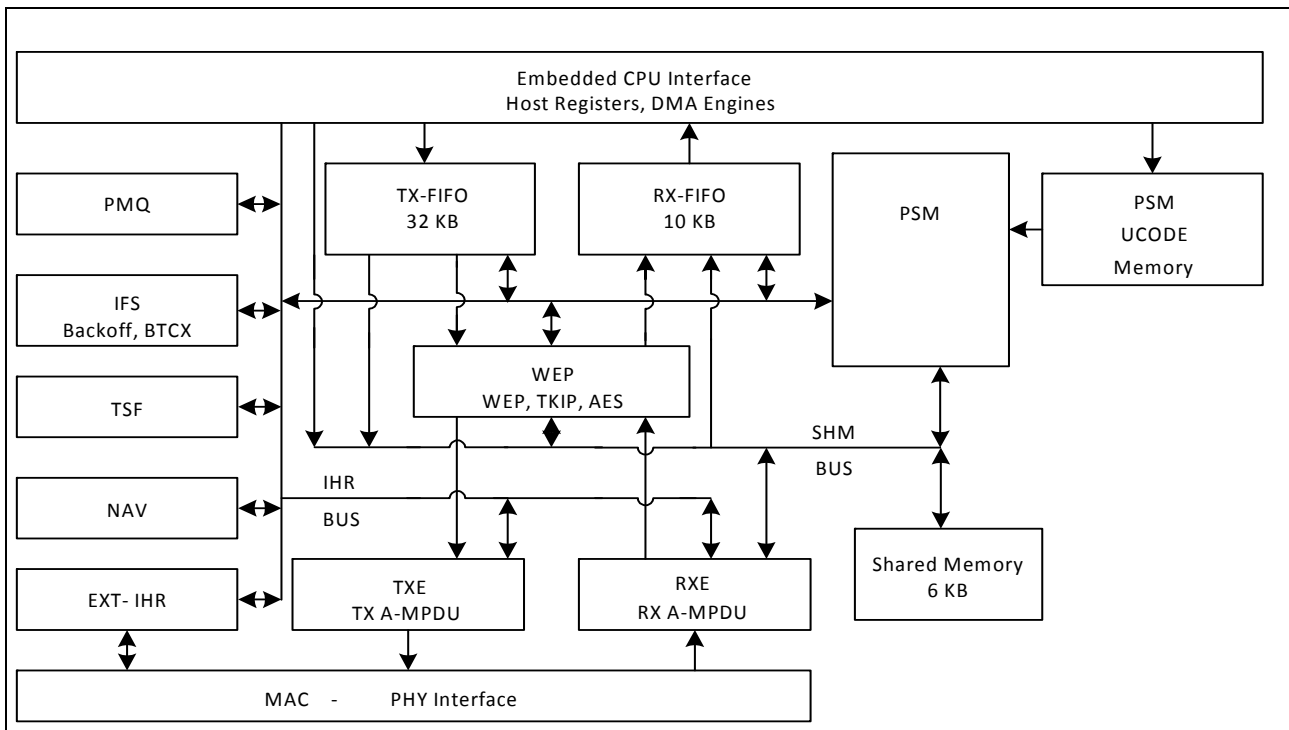 Embedded CPU Interface
Host Registers, DMA Engines
PMQ
TX-FIFO
32 KB
RX-FIFO
10 KB
PSM
PSM
UCODE
Memory
IFS
Backoff, BTCX
WEP
WEP, TKIP, AES
TSF
SHM
BUS
IHR
BUS
NAV
Shared Memory
6 KB
EXT- IHR
TXE
TX A-MPDU
RXE
RX A-MPDU
MAC - PHY Interface